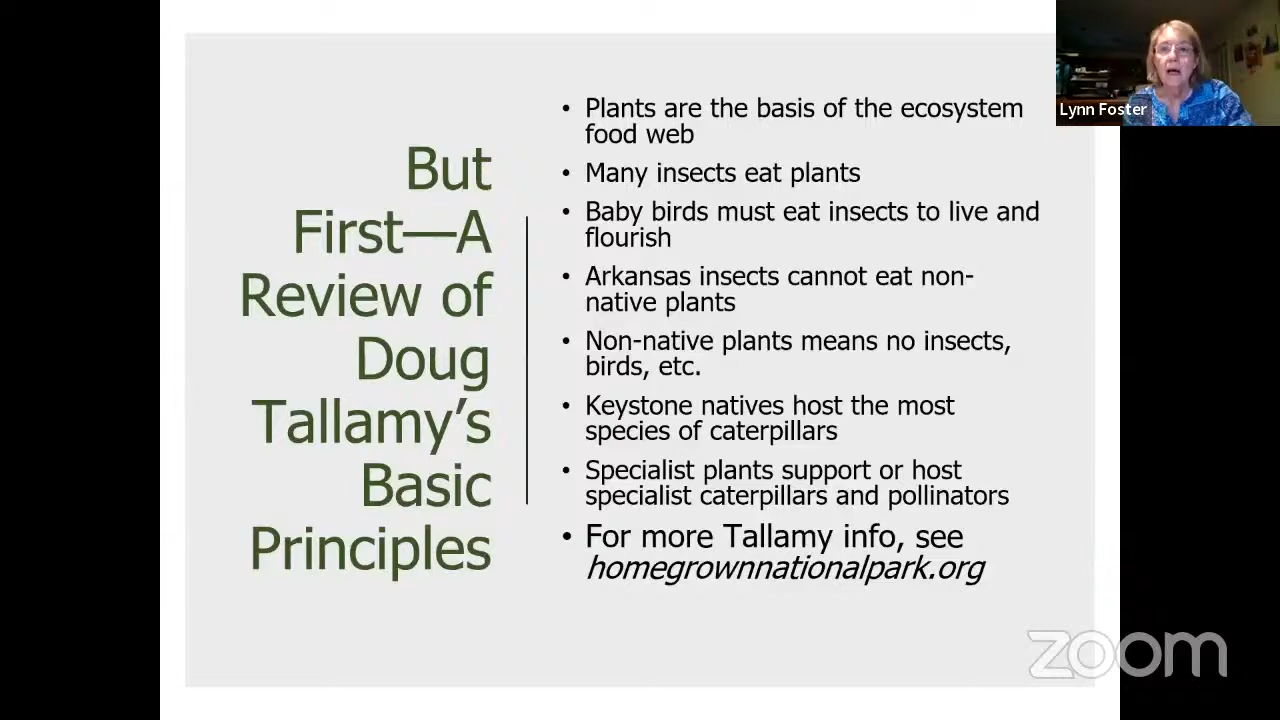 But
First—A
Review of
Doug
Tallamy’s
Basic
Principles
• Plants are the basis of the ecosystem
food web
• Many insects eat plants
• Baby birds must eat insects to live and
flourish
• Arkansas insects cannot eat non-
native plants
• Non-native plants means no insects,
birds, etc.
• Keystone natives host the most
species of caterpillars
• Specialist plants support or host
specialist caterpillars and pollinators
• For more Tallamy info, see
homegrownnationalpark.org
Lynn Foster
zoom